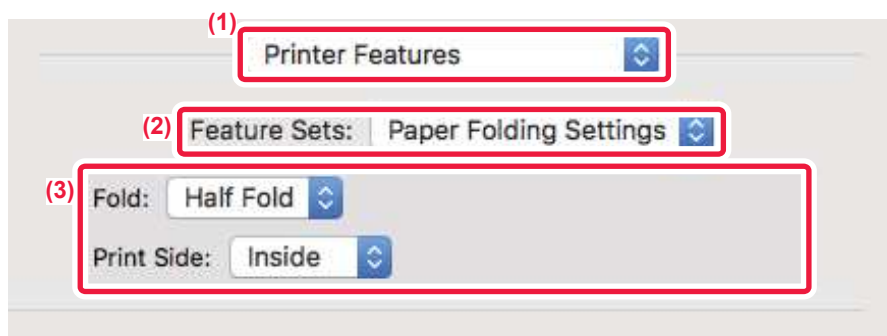 (1)
Printer Features
(2) Feature Sets: Paper Folding Settings
(3)
Fold: Half Fold
Print Side: Inside